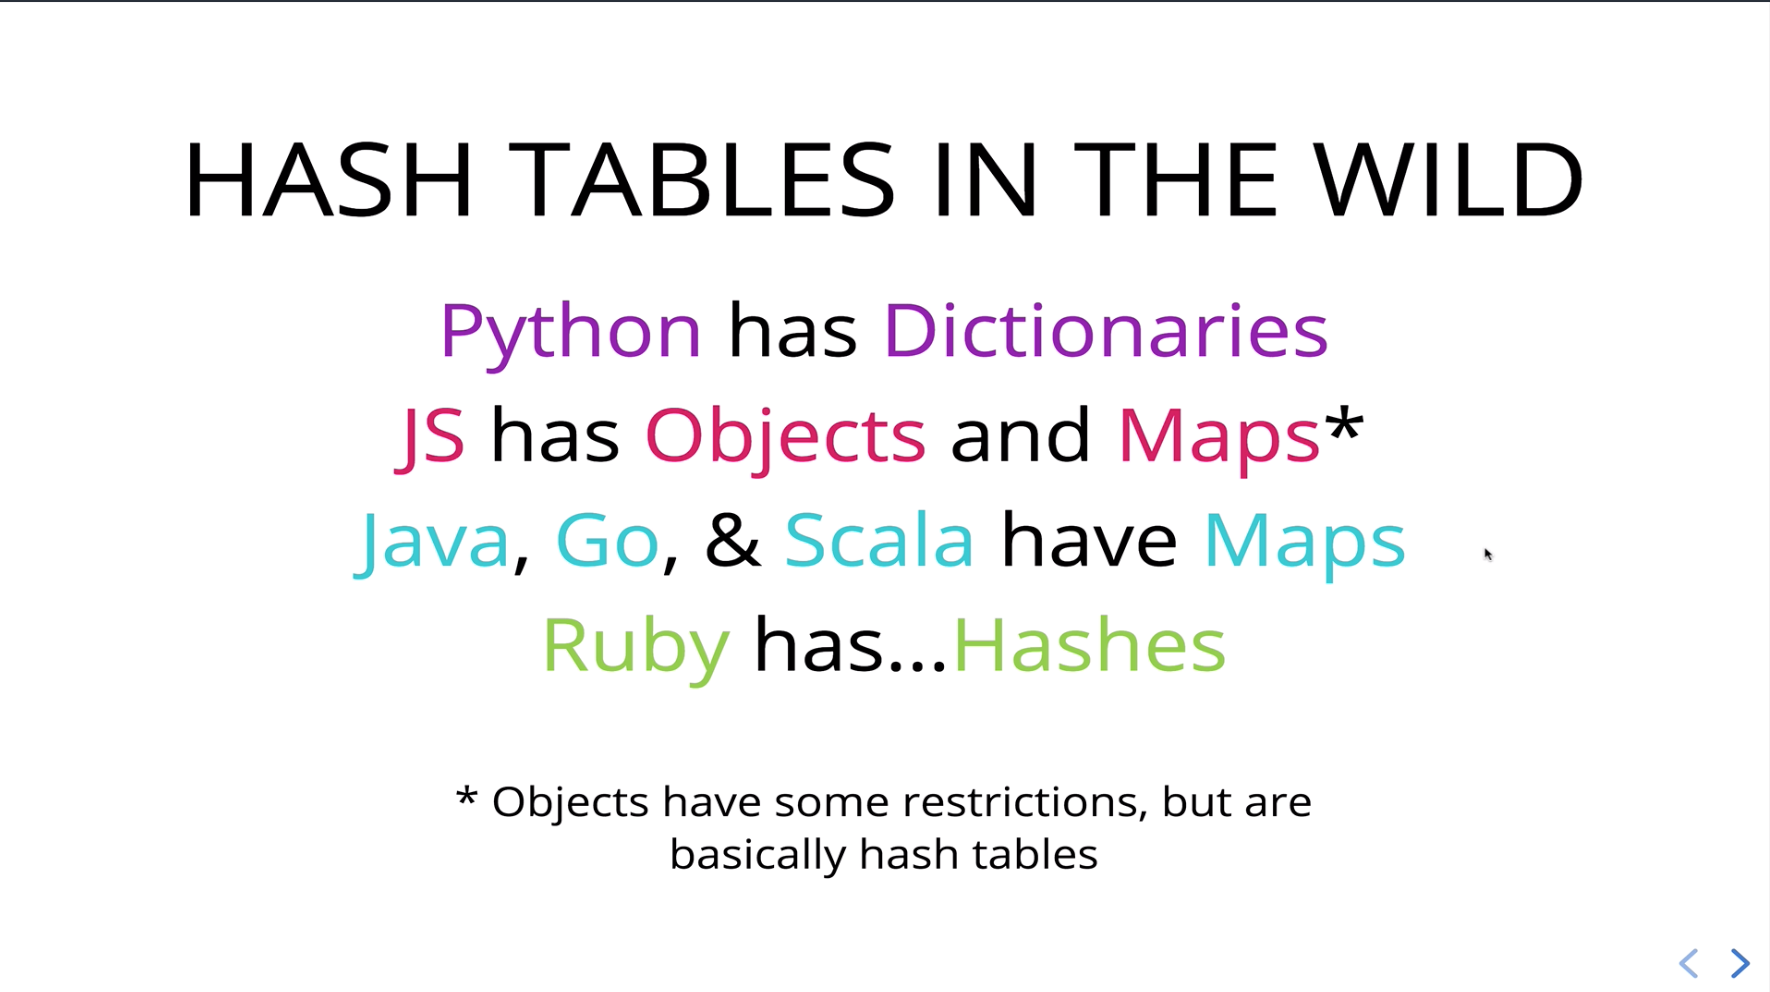 HASH TABLES IN THE WILD
Python has Dictionaries
JS has Objects and Maps*
Java, Go, & Scala have Maps
Ruby has...Hashes
* Objects have some restrictions, but are
basically hash tables